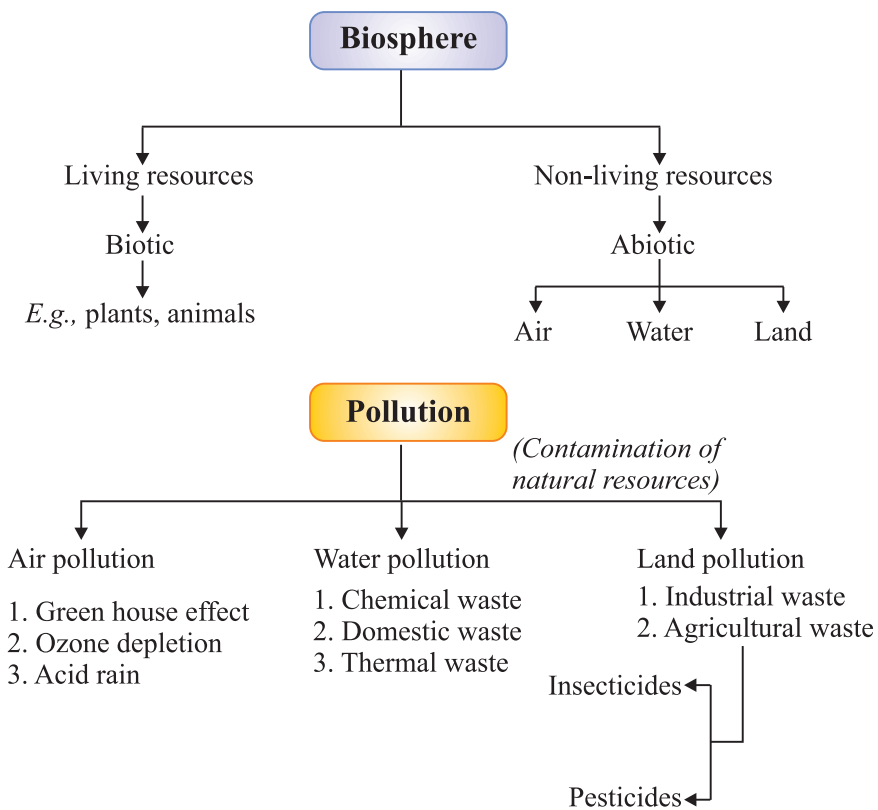 Biosphere
Living resources
Non-living resources
Biotic
Abiotic
E.g., plants, animals
Air
Water
Land
Pollution
(Contamination of
natural resources)
Air pollution
1. Green house effect
2. Ozone depletion
3. Acid rain
Water pollution
1. Chemical waste
2. Domestic waste
3. Thermal waste
Land pollution
1. Industrial waste
2. Agricultural waste
Insecticides
Pesticides